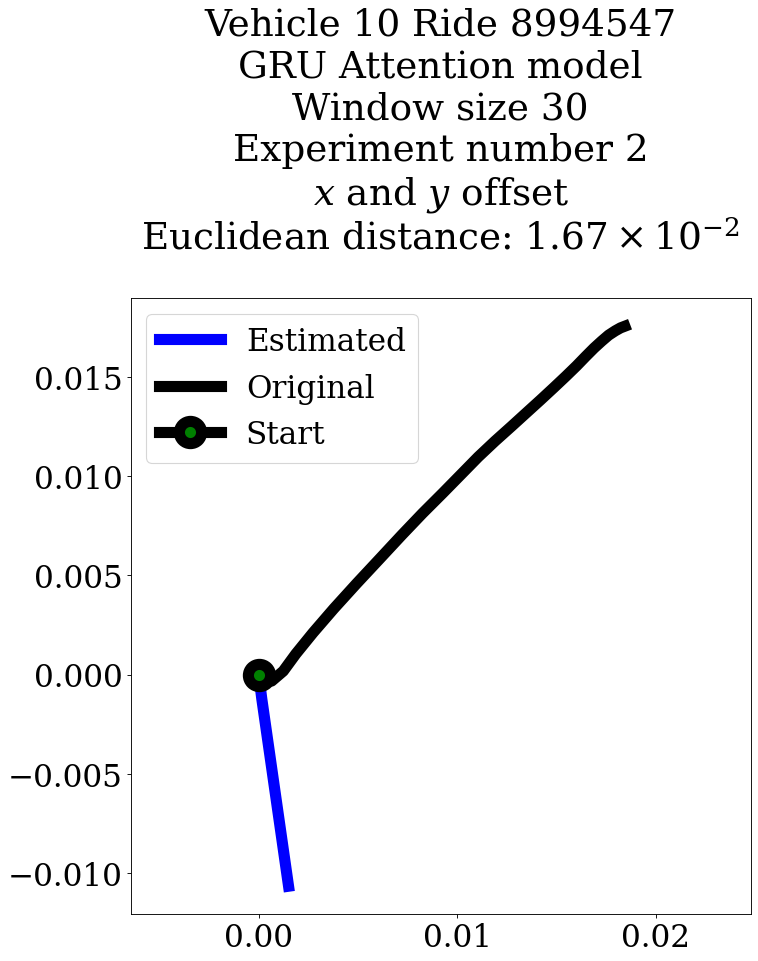 Vehicle 10 Ride 8994547
GRU Attention model
Window size 30
Experiment number 2
x and y offset
Euclidean distance: 1.67 × 10⁻²
Estimated
Original
Start
0.015
0.010
0.005
0.000
−0.005
−0.010
0.00 0.01 0.02